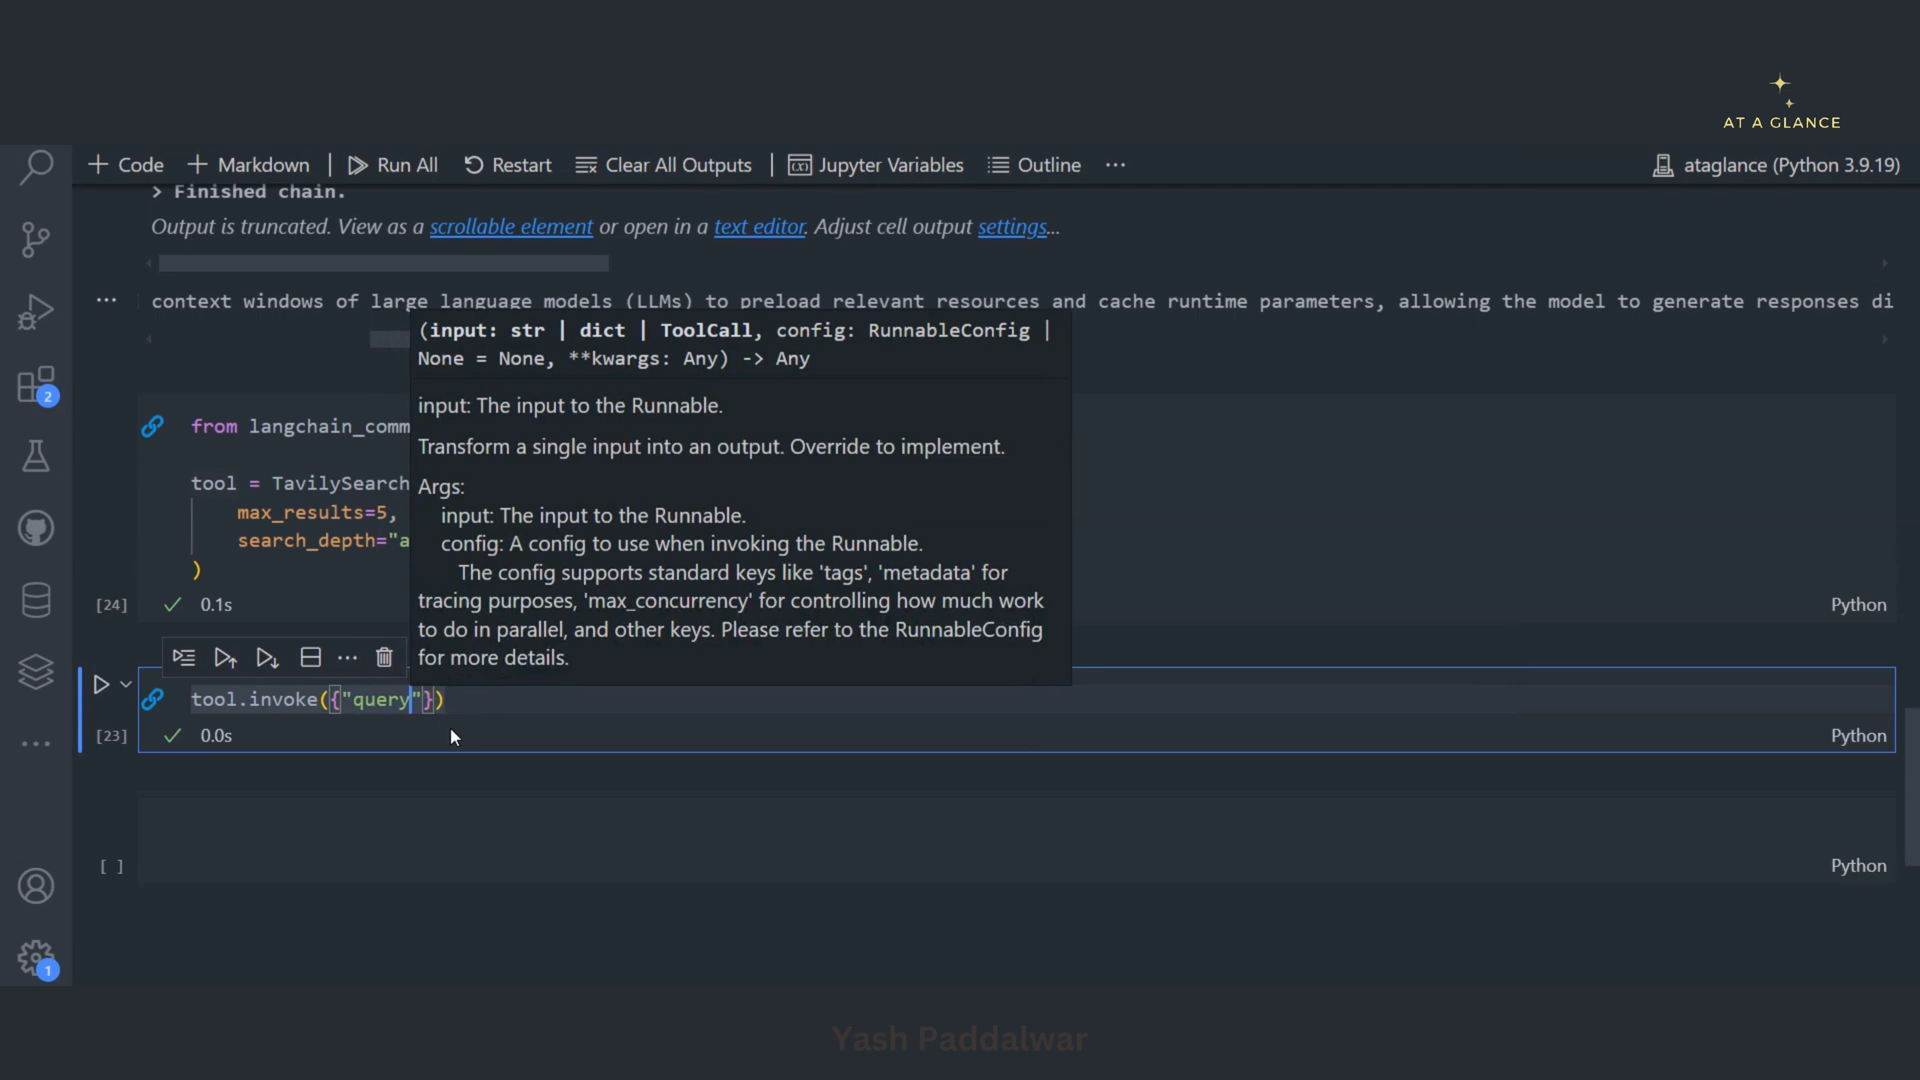 AT A GLANCE
Code Markdown Run All Restart Clear All Outputs Jupyter Variables Outline ... ataglance (Python 3.9.19)
> Finished chain.
Output is truncated. View as a scrollable element or open in a text editor. Adjust cell output settings...
context windows of large language models (LLMs) to preload relevant resources and cache runtime parameters, allowing the model to generate responses di
(input: str | dict | ToolCall, config: RunnableConfig |
None = None, **kwargs: Any) -> Any
input: The input to the Runnable.
Transform a single input into an output. Override to implement.
Args:
input: The input to the Runnable.
config: A config to use when invoking the Runnable.
The config supports standard keys like 'tags', 'metadata' for
tracing purposes, 'max_concurrency' for controlling how much work
to do in parallel, and other keys. Please refer to the RunnableConfig
for more details.
from langchain_comm
tool = TavilySearch
max_results=5,
search_depth="a
)
[24] 0.1s Python
tool.invoke({"query"})
[23] 0.0s Python
[ ] Python
2
1
Yash Paddalwar